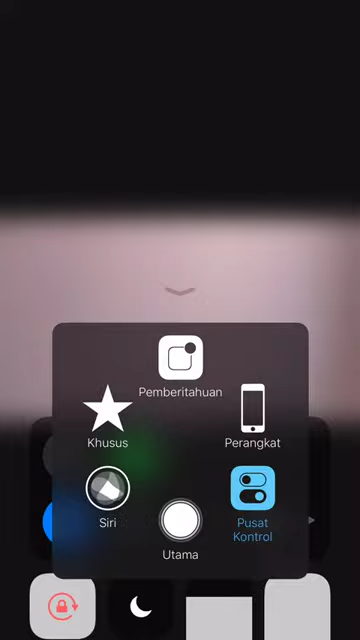 Pemberitahuan
Khusus
Perangkat
Siri
Pusat
Kontrol
Utama